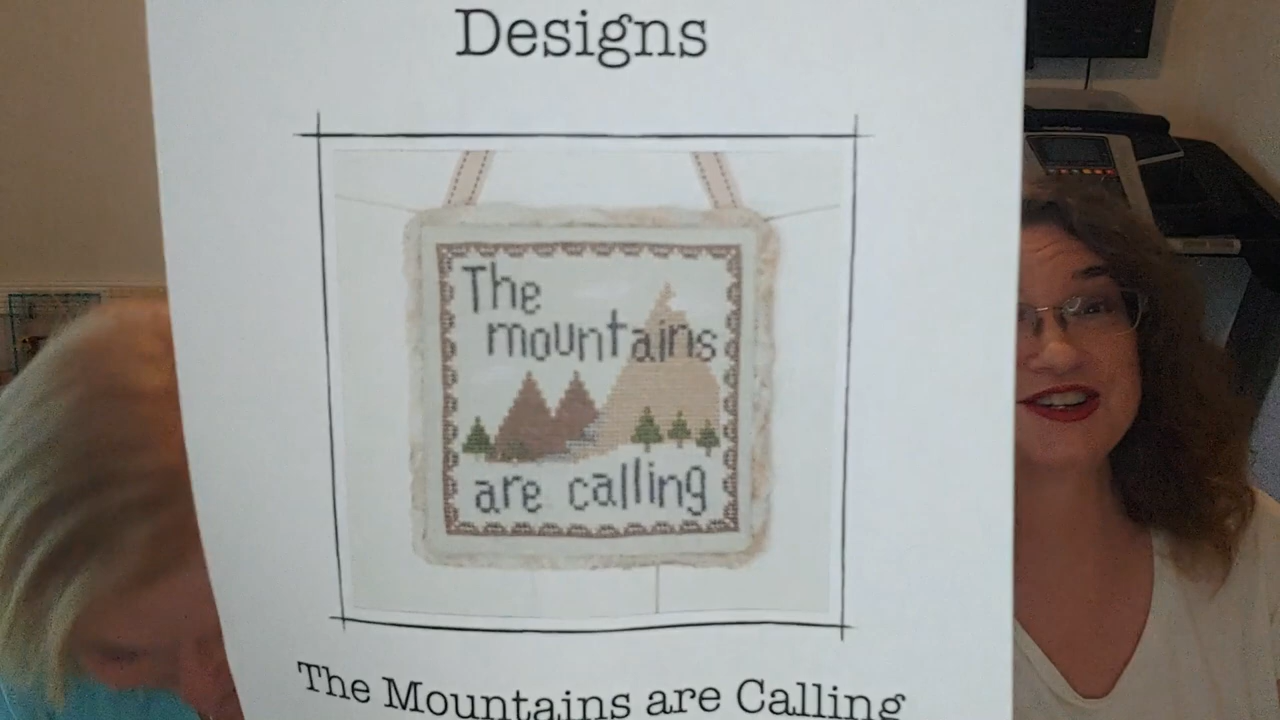 Designs
The
mountains
are calling
The Mountains are Calling